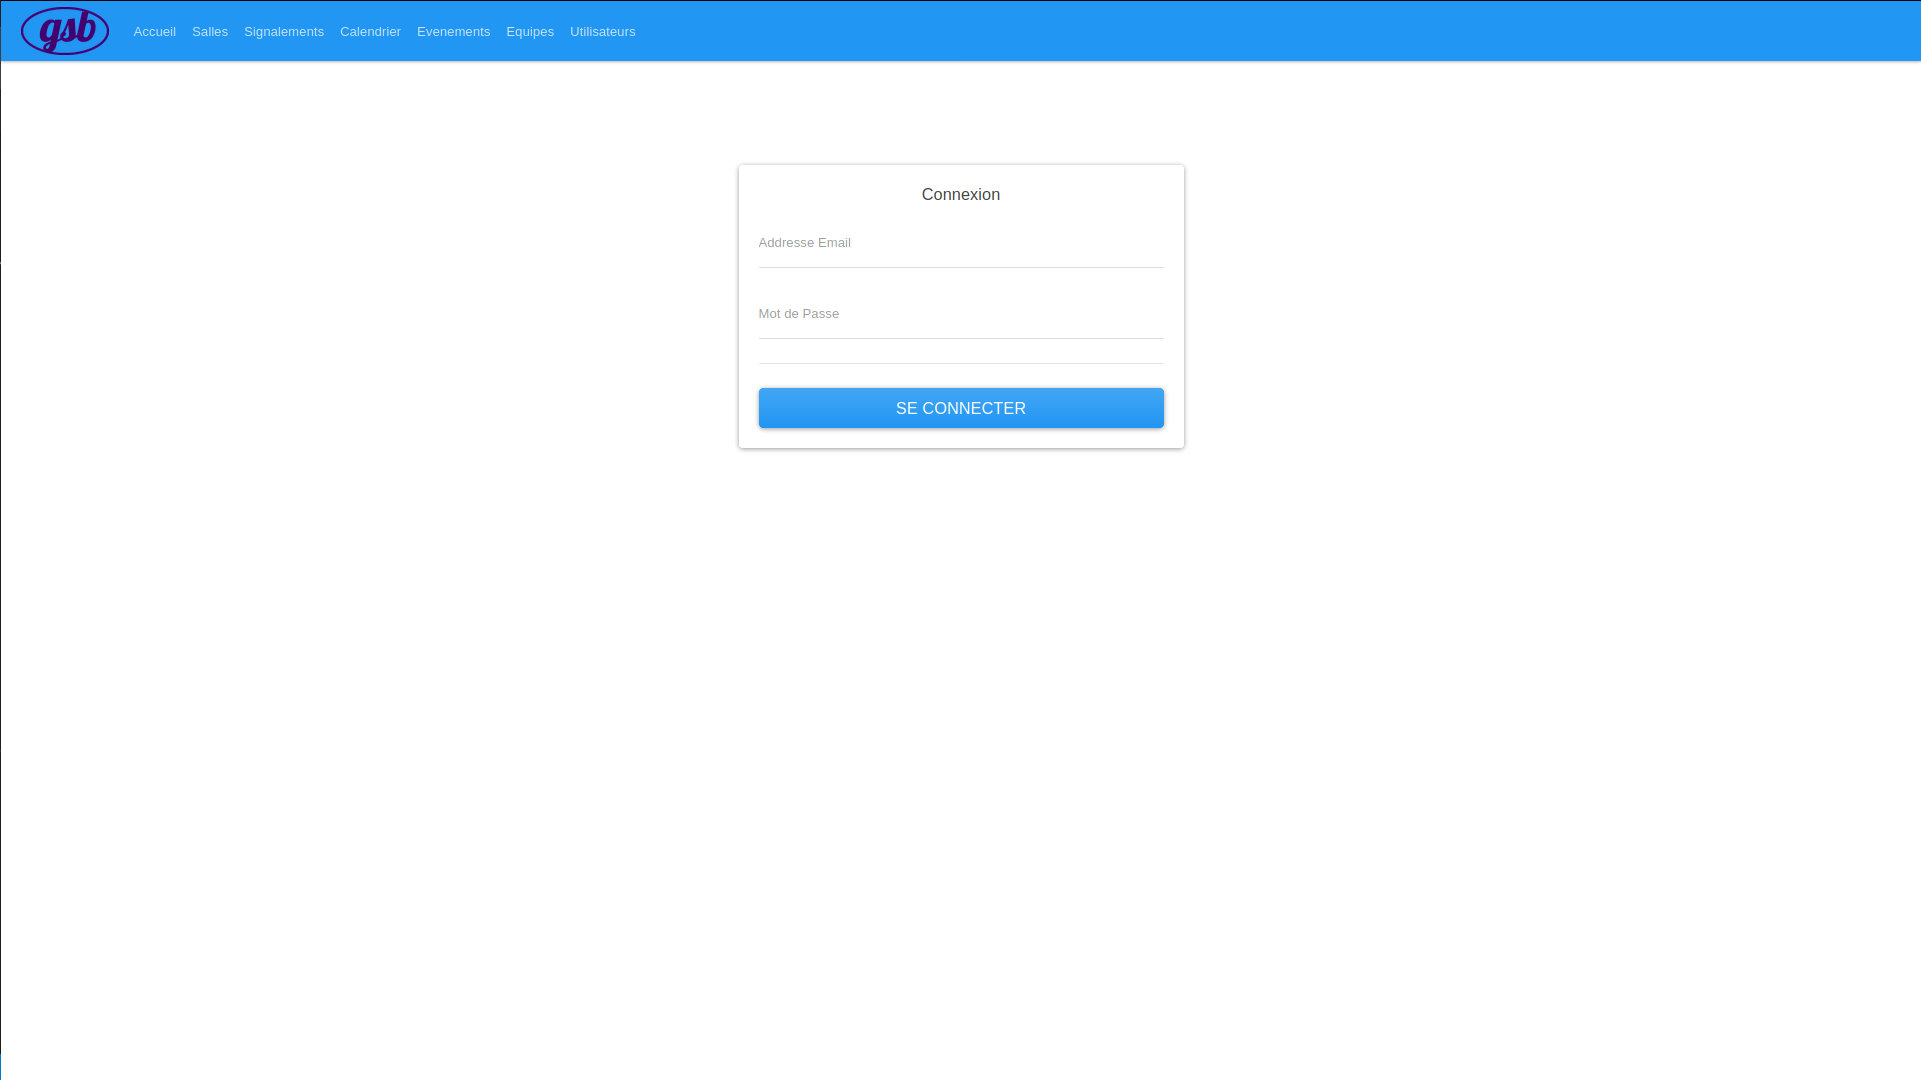 gsb Accueil Salles Signalements Calendrier Evenements Equipes Utilisateurs
Connexion
Addresse Email
Mot de Passe
SE CONNECTER